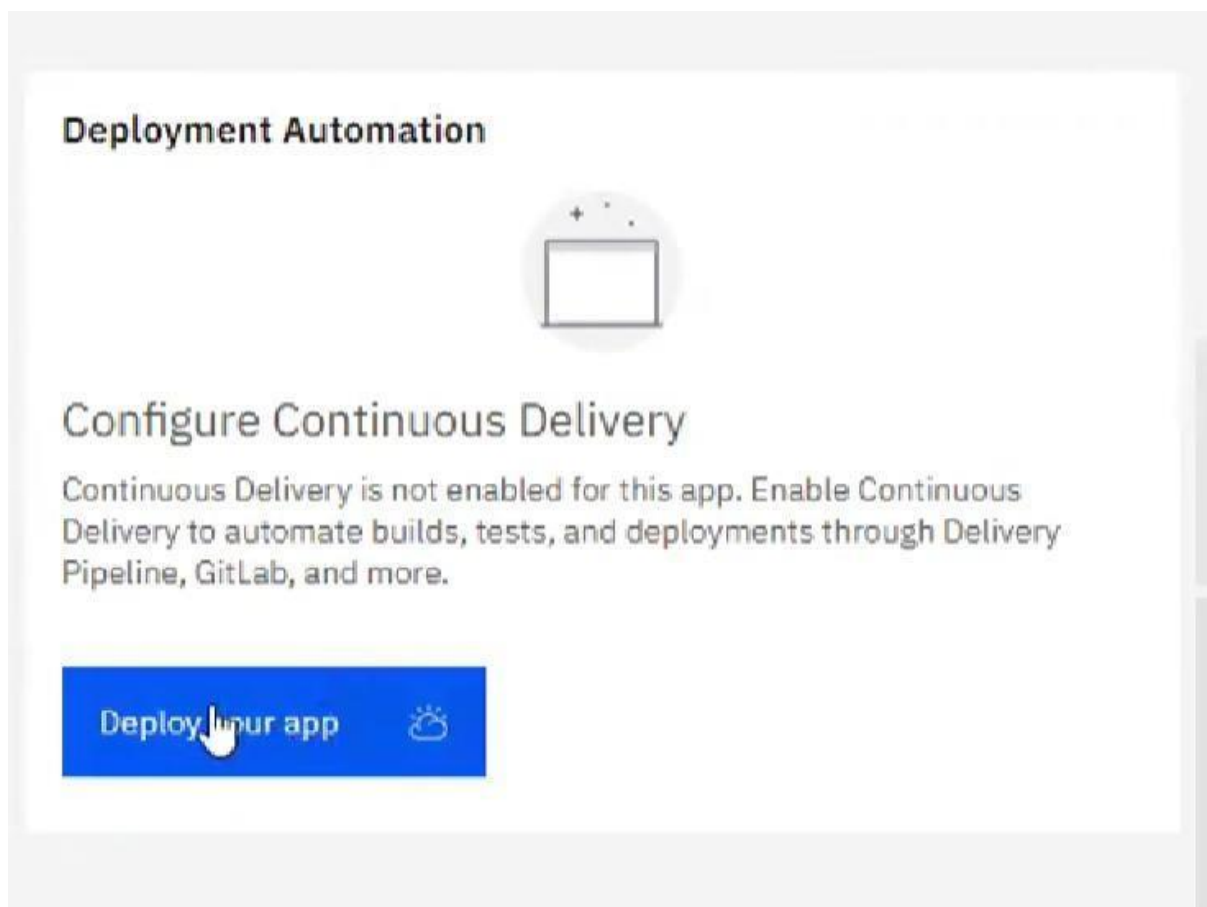 Deployment Automation
Configure Continuous Delivery
Continuous Delivery is not enabled for this app. Enable Continuous
Delivery to automate builds, tests, and deployments through Delivery
Pipeline, GitLab, and more.
Deploy your app